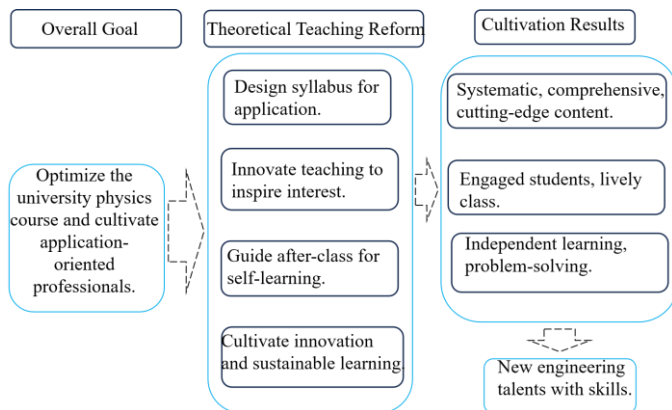 Overall Goal
Theoretical Teaching Reform
Cultivation Results
Optimize the
university physics
course and cultivate
application-
oriented
professionals.
Design syllabus for
application.
Innovate teaching to
inspire interest.
Guide after-class for
self-learning.
Cultivate innovation
and sustainable learning.
Systematic, comprehensive,
cutting-edge content.
Engaged students, lively
class.
Independent learning,
problem-solving.
New engineering
talents with skills.